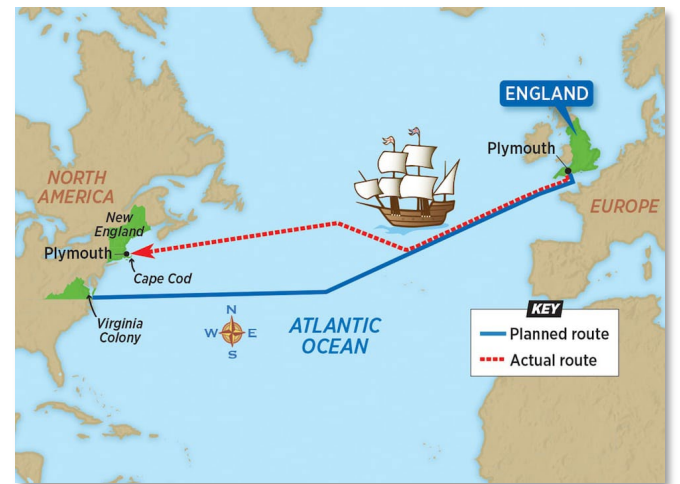 ENGLAND
Plymouth
NORTH
AMERICA
EUROPE
New
England
Plymouth
Cape Cod
Virginia
Colony
N
W E
S
ATLANTIC
OCEAN
KEY
Planned route
Actual route